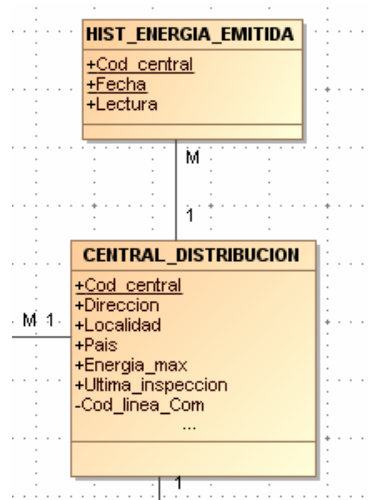 HIST_ENERGIA_EMITIDA
+Cod_central
+Fecha
+Lectura
M
1
CENTRAL_DISTRIBUCION
+Cod_central
+Direccion
+Localidad
M 1
+Pais
+Energia_max
+Ultima_inspeccion
-Cod_linea_Com
...
1